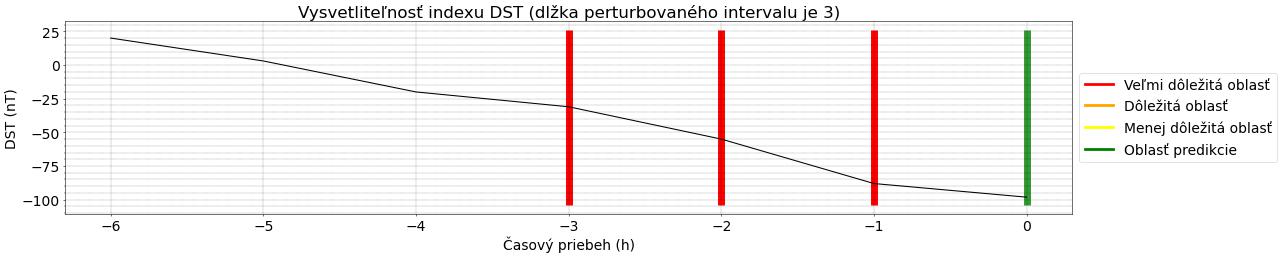 Vysvetliteľnosť indexu DST (dlžka perturbovaného intervalu je 3)
25
0
−25
−50
−75
−100
DST (nT)
−6 −5 −4 −3 −2 −1 0
Časový priebeh (h)
Veľmi dôležitá oblasť
Dôležitá oblasť
Menej dôležitá oblasť
Oblasť predikcie